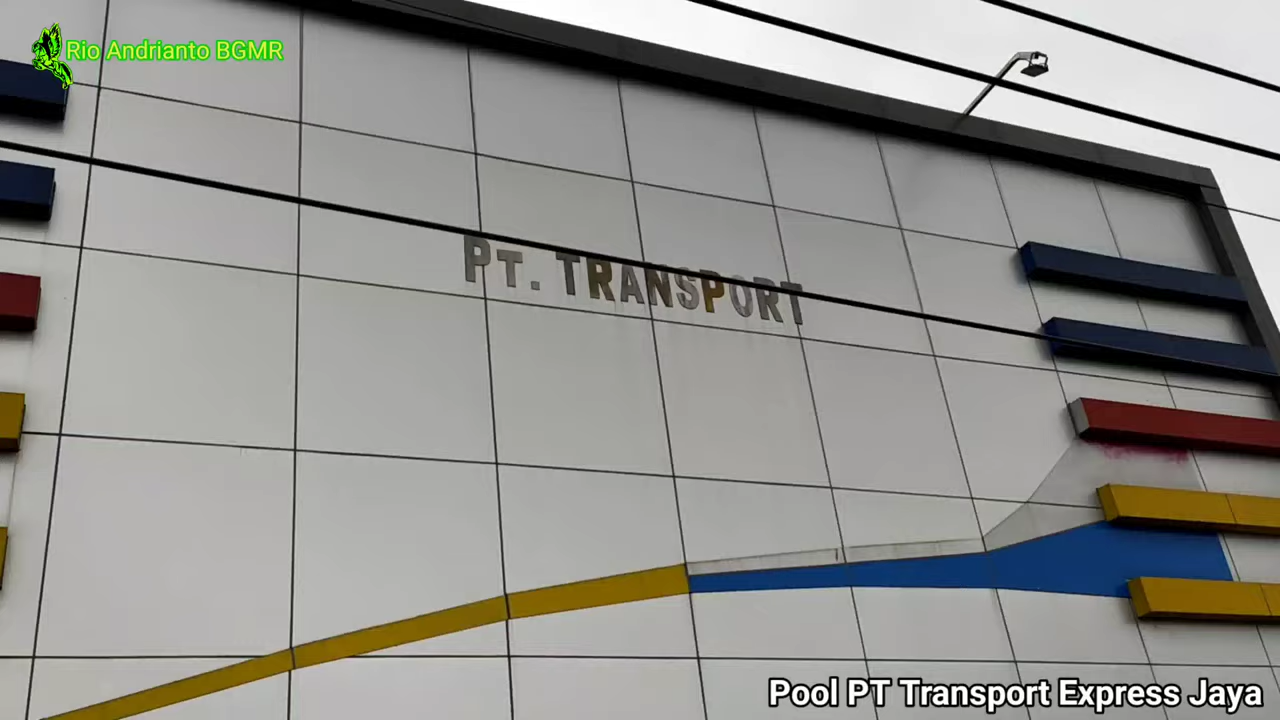 Rio Andrianto BGMR
PT. TRANSPORT
Pool PT Transport Express Jaya